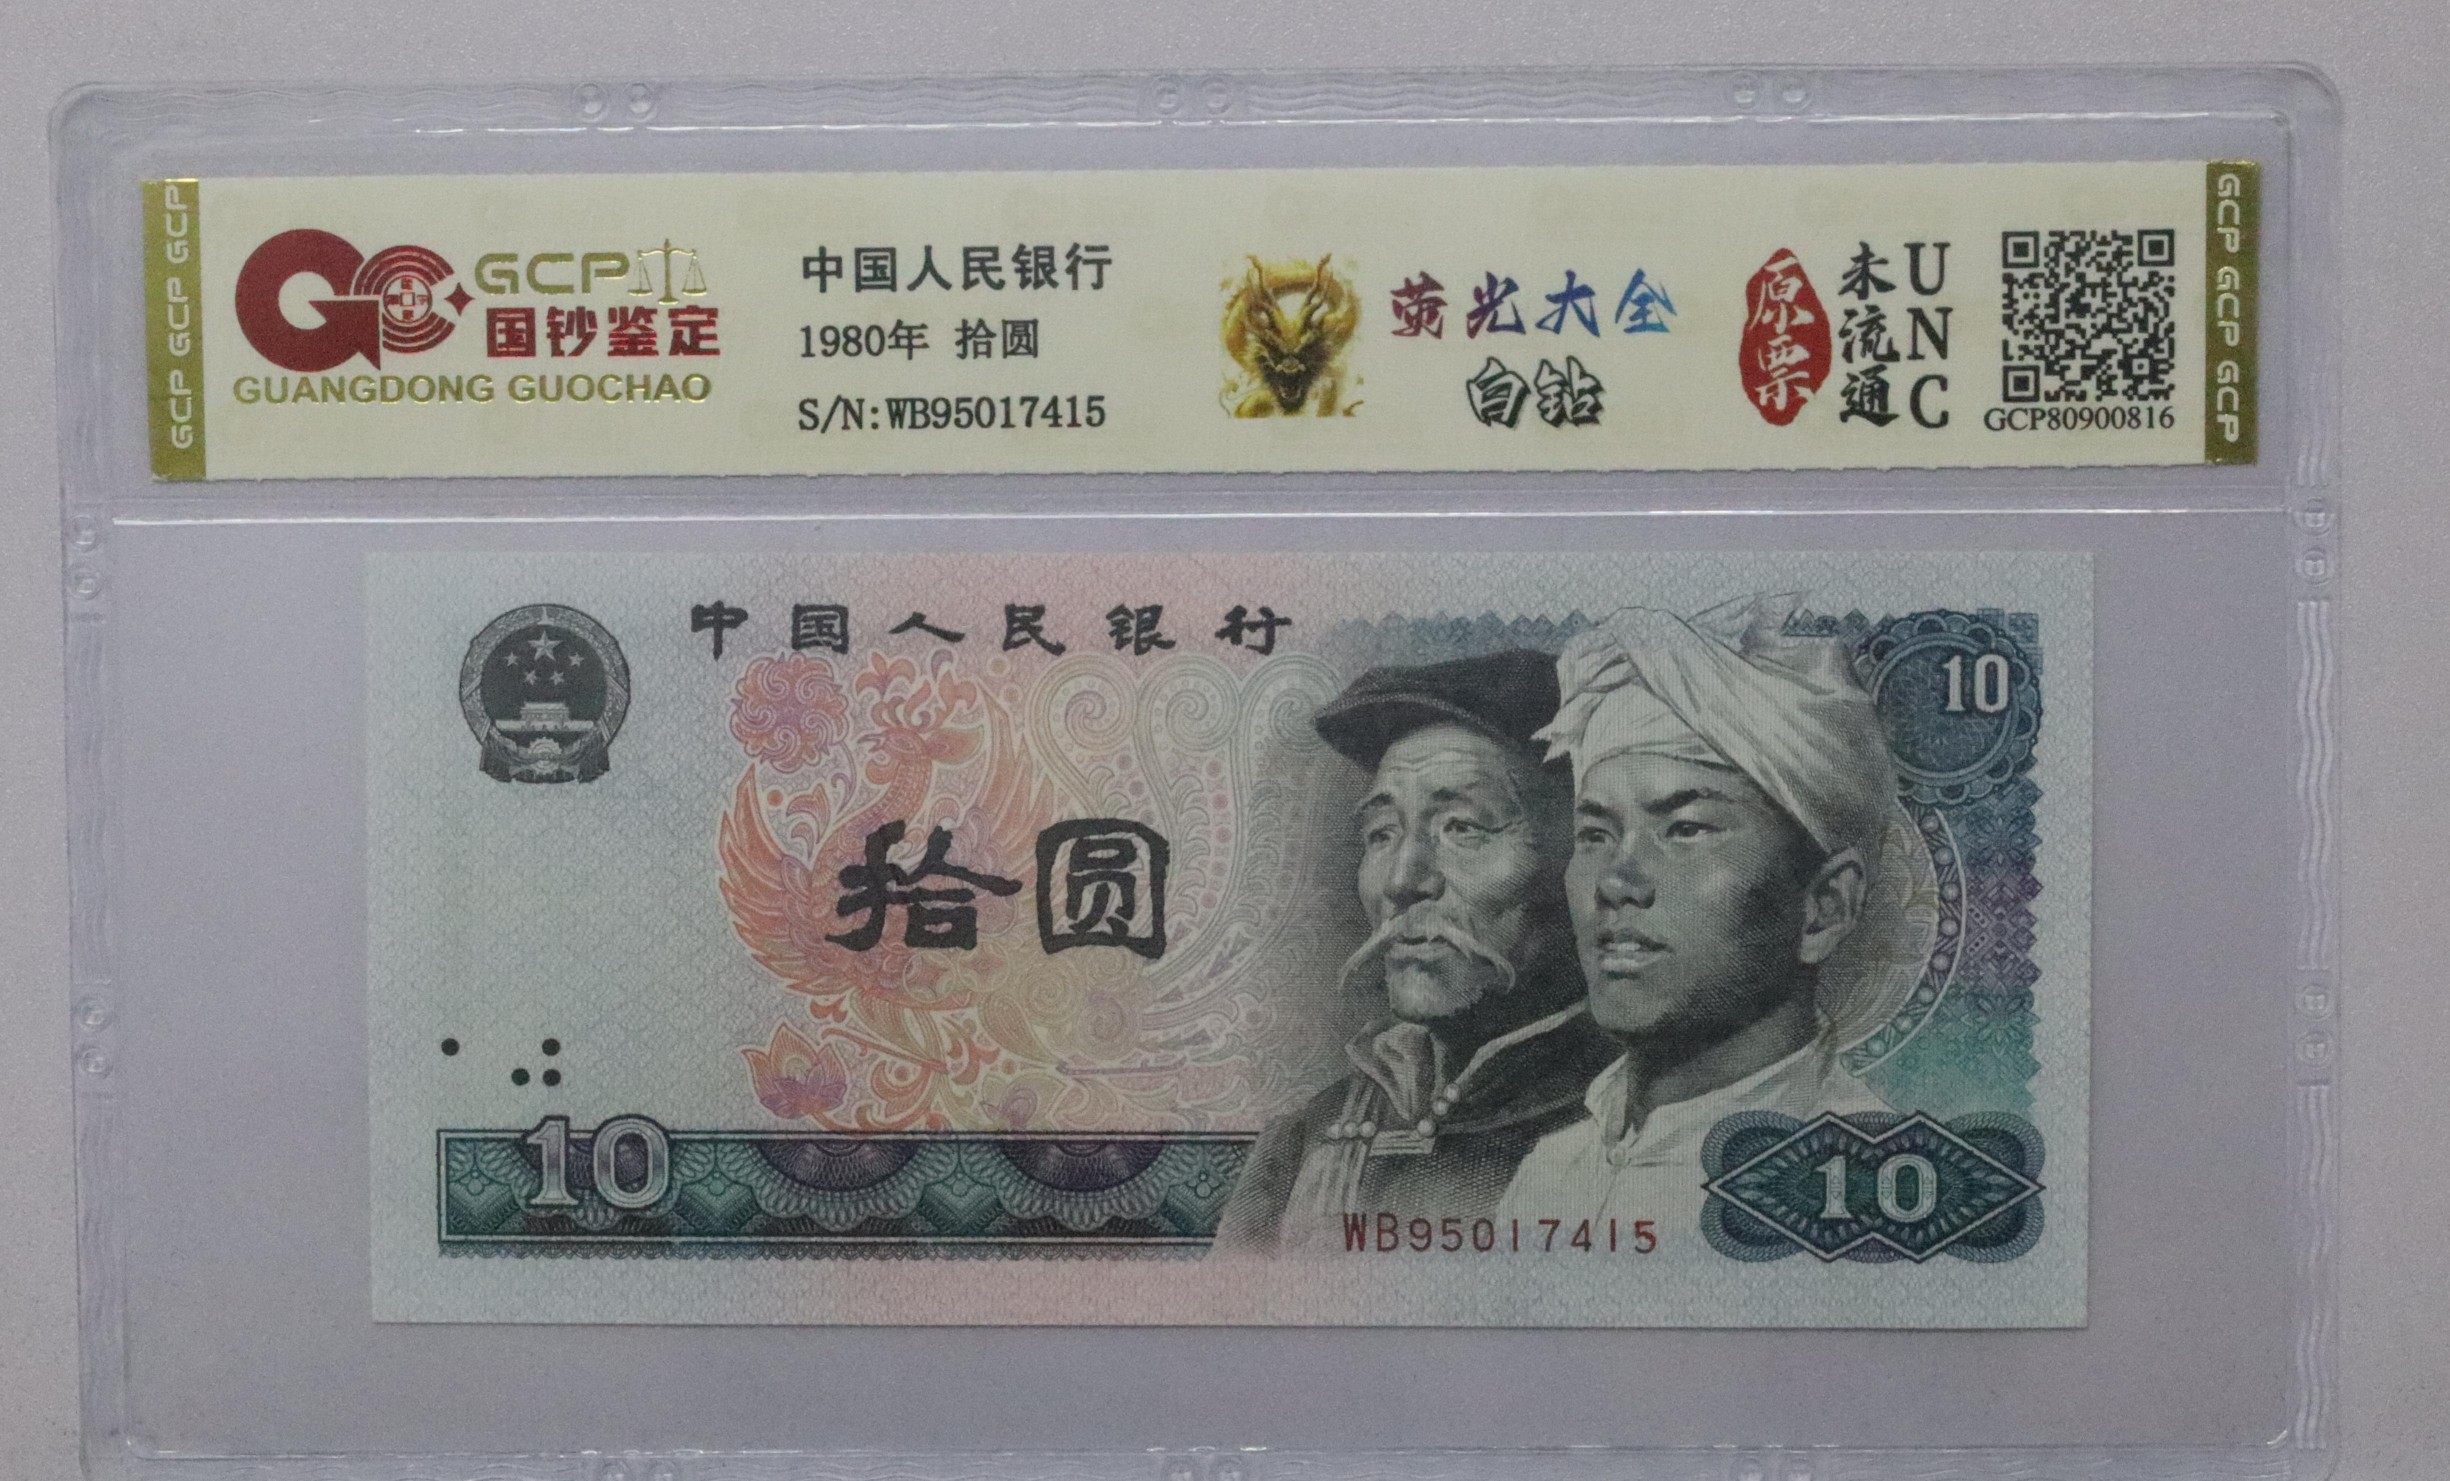 GCP GCP GCP
GCP
国钞鉴定
GUANGDONG GUOCHAO
中国人民银行
1980年 拾圆
S/N:WB95017415
荧光大全
白钻
原票
未流通
UNC
GCP80900816
GCP GCP GCP
中国人民银行
10
拾圆
10
WB95017415
10